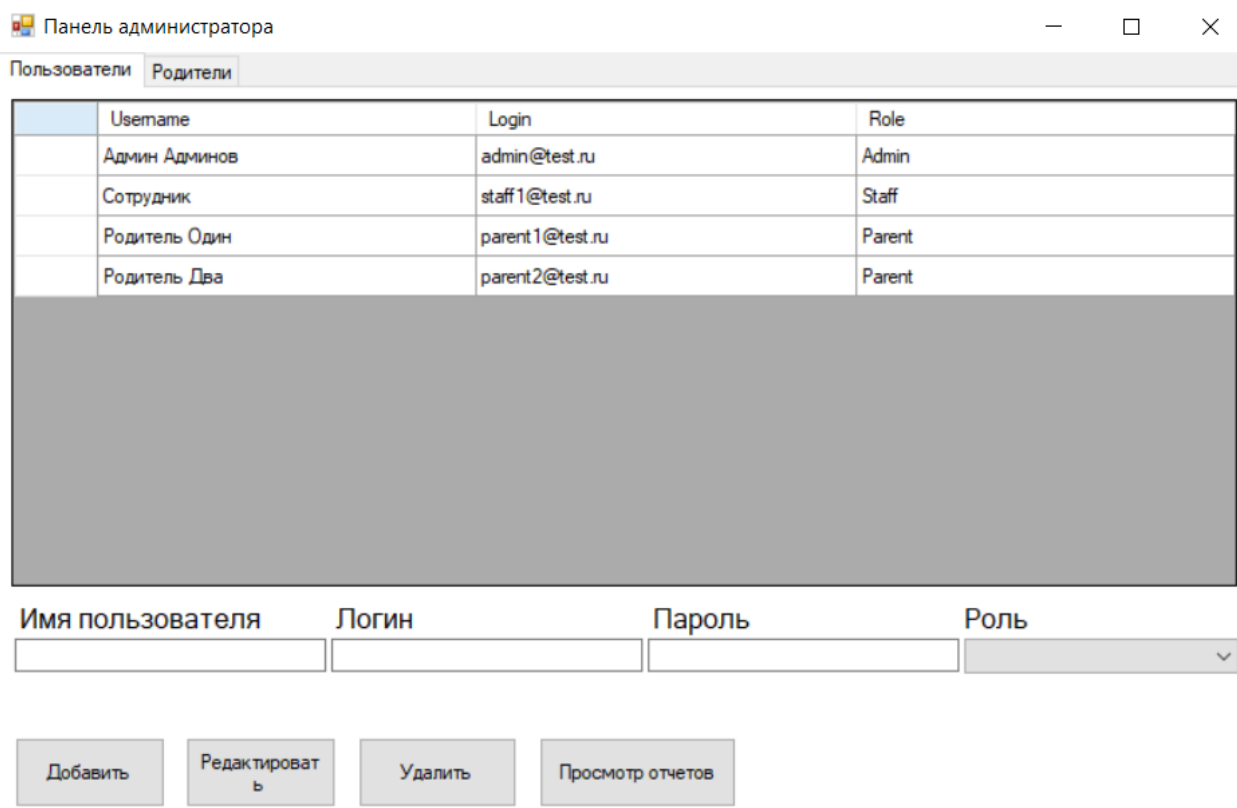 Панель администратора
Пользователи Родители
Username Login Role
Админ Админов admin@test.ru Admin
Сотрудник staff1@test.ru Staff
Родитель Один parent1@test.ru Parent
Родитель Два parent2@test.ru Parent
Имя пользователя Логин Пароль Роль
Добавить Редактироват Удалить Просмотр отчетов
ь